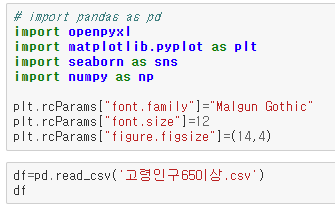 # import pandas as pd
import openpyxl
import matplotlib.pyplot as plt
import seaborn as sns
import numpy as np
plt.rcParams["font.family"]="Malgun Gothic"
plt.rcParams["font.size"]=12
plt.rcParams["figure.figsize"]=(14,4)
df=pd.read_csv('고령인구65이상.csv')
df